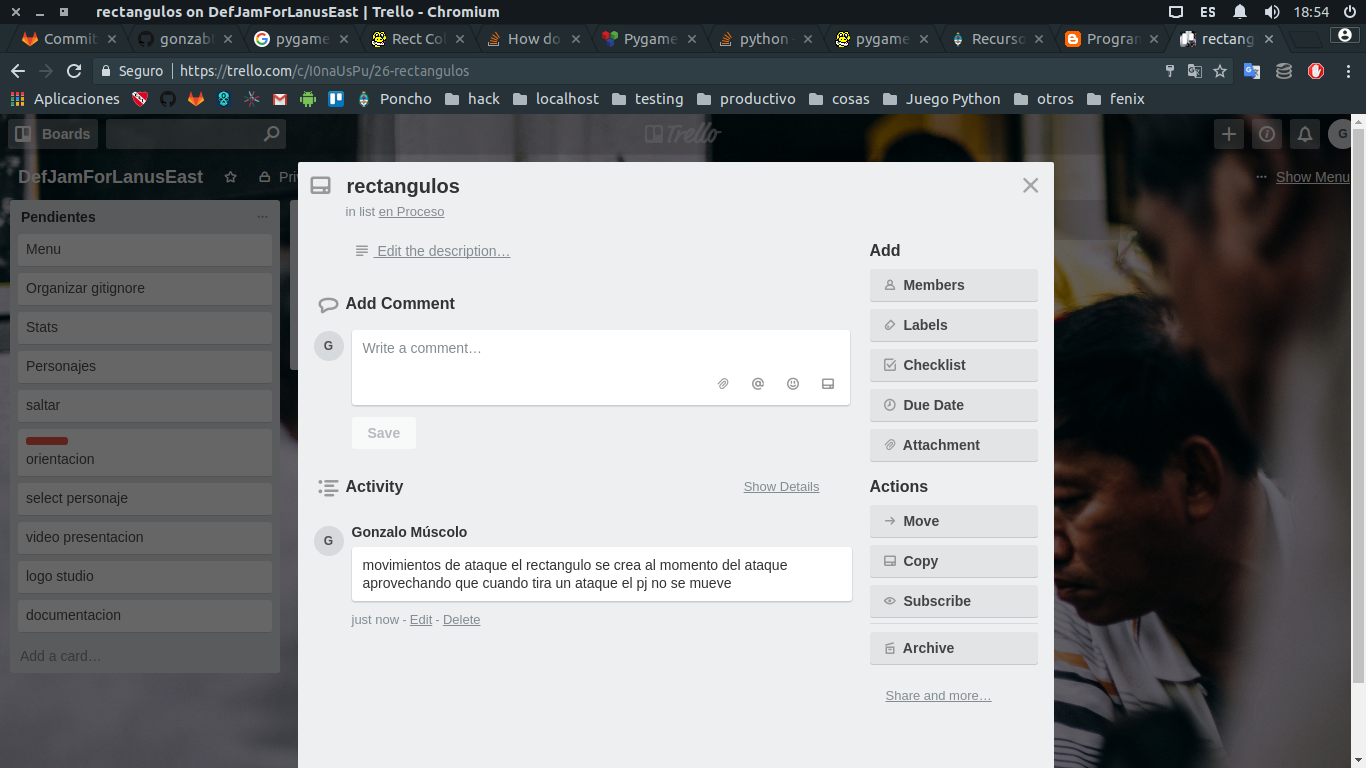 rectangulos on DefJamForLanusEast | Trello - Chromium
ES
18:54
Commit
gonzabl
pygame
Rect Col
How do
Pygame
python -
pygame
Recurso
Program
rectang
Seguro
https://trello.com/c/I0naUsPu/26-rectangulos
Aplicaciones
Poncho
hack
localhost
testing
productivo
cosas
Juego Python
otros
fenix
Boards
Trello
G
DefJamForLanusEast
Show Menu
Pendientes
Menu
Organizar gitignore
Stats
Personajes
saltar
orientacion
select personaje
video presentacion
logo studio
documentacion
Add a card…
rectangulos
in list en Proceso
Edit the description…
Add Comment
G
Write a comment…
Save
Activity
Show Details
G
Gonzalo Múscolo
movimientos de ataque el rectangulo se crea al momento del ataque
aprovechando que cuando tira un ataque el pj no se mueve
just now - Edit - Delete
Add
Members
Labels
Checklist
Due Date
Attachment
Actions
Move
Copy
Subscribe
Archive
Share and more…